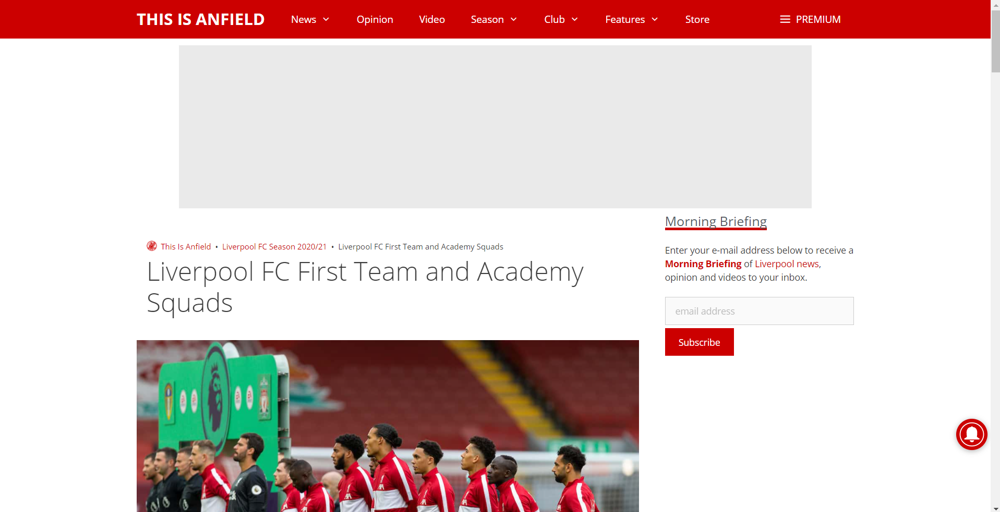 THIS IS ANFIELD News Opinion Video Season Club Features Store PREMIUM
This Is Anfield • Liverpool FC Season 2020/21 • Liverpool FC First Team and Academy Squads
Liverpool FC First Team and Academy
Squads
Morning Briefing
Enter your e-mail address below to receive a
Morning Briefing of Liverpool news,
opinion and videos to your inbox.
email address
Subscribe